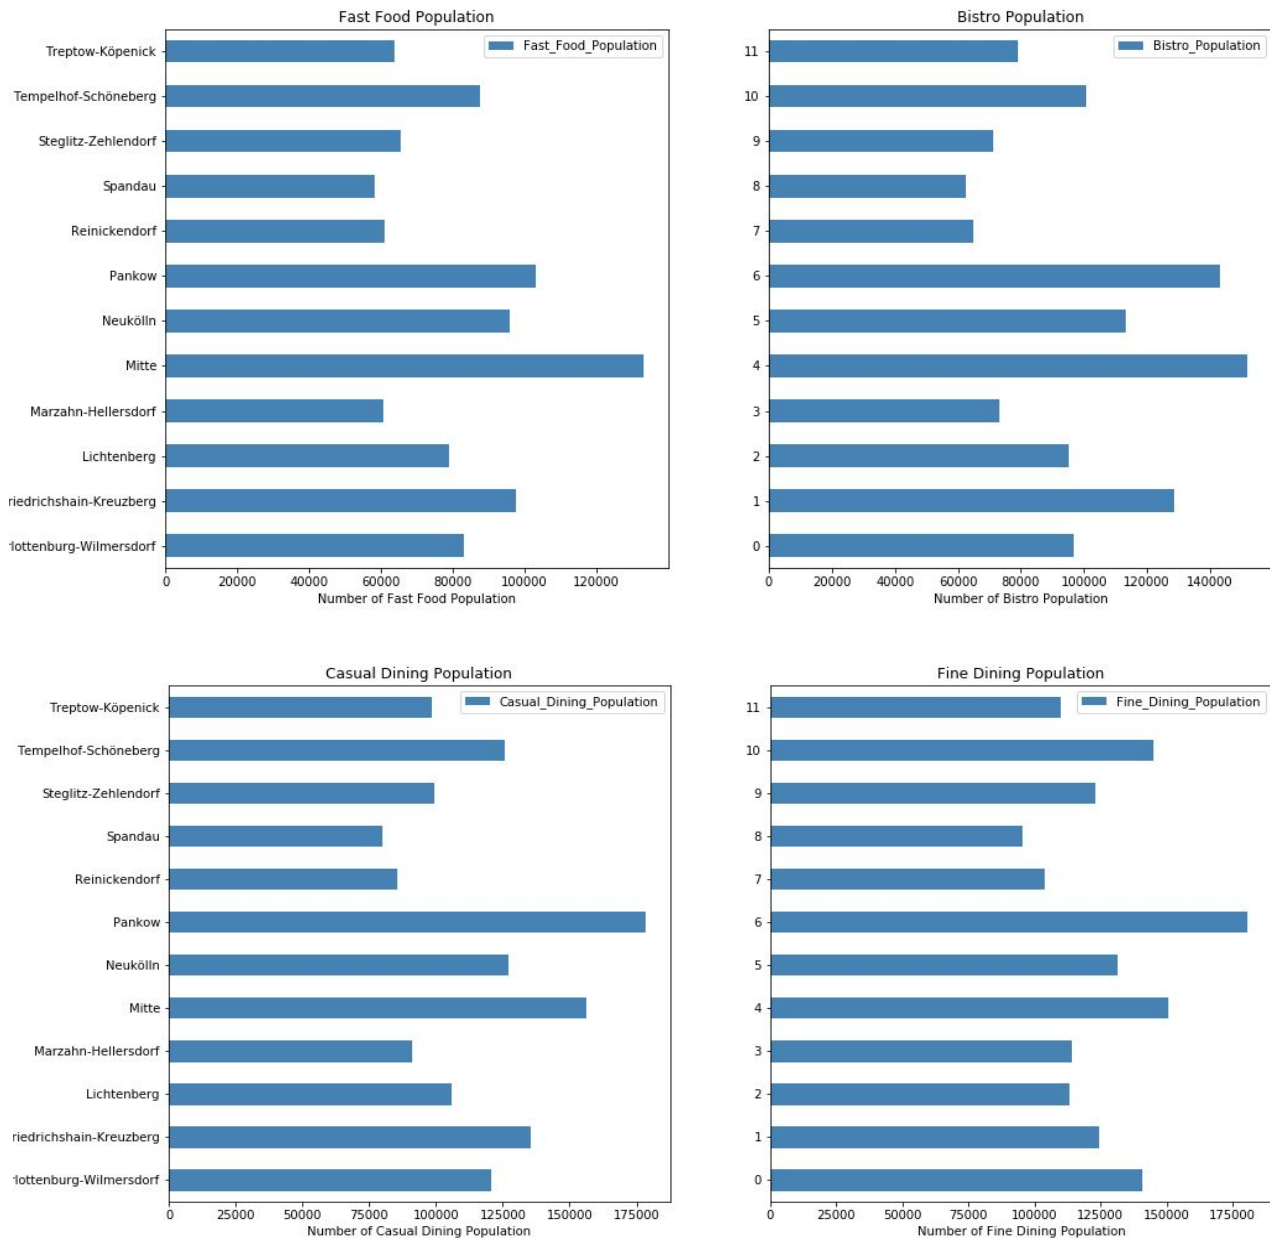 Fast Food Population
Fast_Food_Population
Treptow-Köpenick
Tempelhof-Schöneberg
Steglitz-Zehlendorf
Spandau
Reinickendorf
Pankow
Neukölln
Mitte
Marzahn-Hellersdorf
Lichtenberg
riedrichshain-Kreuzberg
lottenburg-Wilmersdorf
0 20000 40000 60000 80000 100000 120000
Number of Fast Food Population
Bistro Population
Bistro_Population
11
10
9
8
7
6
5
4
3
2
1
0
0 20000 40000 60000 80000 100000 120000 140000
Number of Bistro Population
Casual Dining Population
Casual_Dining_Population
Treptow-Köpenick
Tempelhof-Schöneberg
Steglitz-Zehlendorf
Spandau
Reinickendorf
Pankow
Neukölln
Mitte
Marzahn-Hellersdorf
Lichtenberg
riedrichshain-Kreuzberg
lottenburg-Wilmersdorf
0 25000 50000 75000 100000 125000 150000 175000
Number of Casual Dining Population
Fine Dining Population
Fine_Dining_Population
11
10
9
8
7
6
5
4
3
2
1
0
0 25000 50000 75000 100000 125000 150000 175000
Number of Fine Dining Population